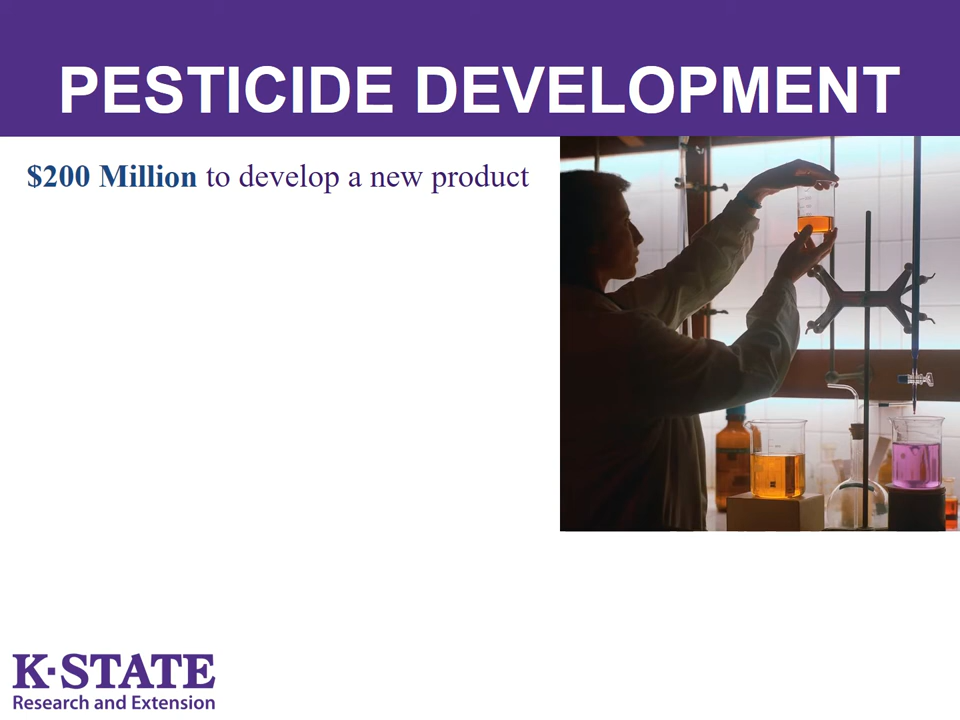 PESTICIDE DEVELOPMENT
$200 Million to develop a new product
K·STATE
Research and Extension